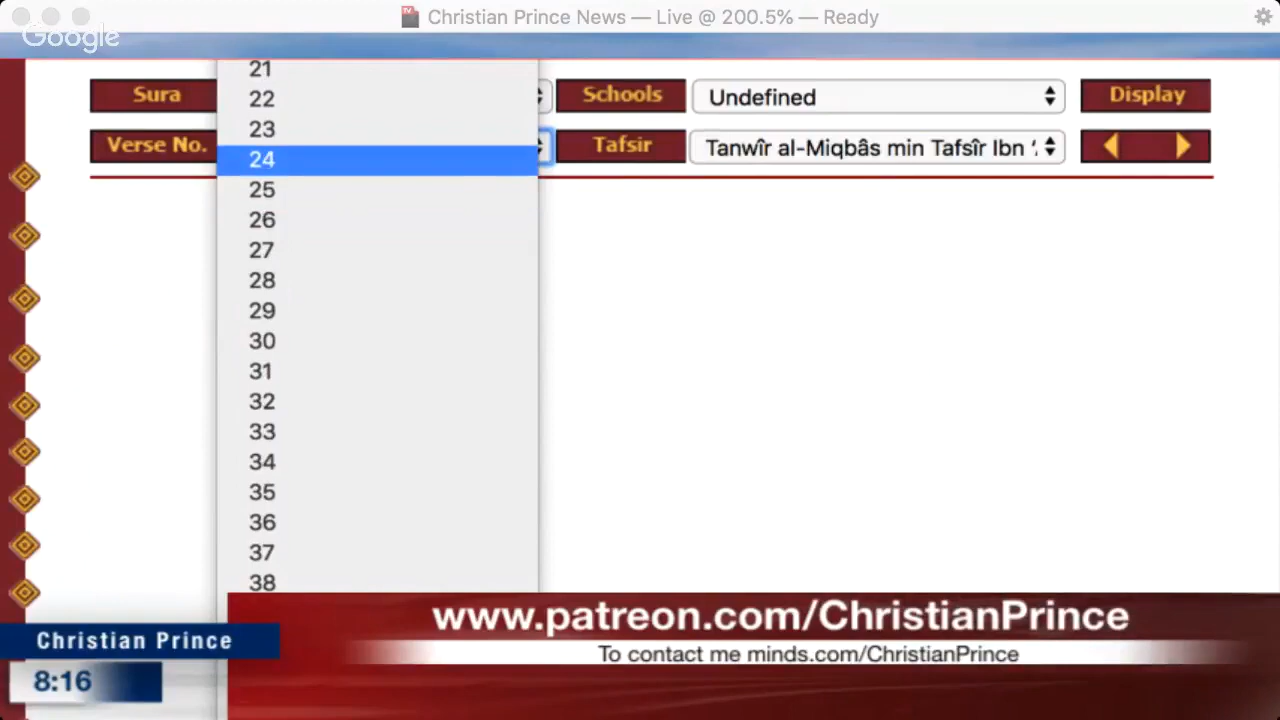 Christian Prince News — Live @ 200.5% — Ready
Google
Sura
Schools
Undefined
Display
Verse No.
Tafsir
Tanwîr al-Miqbâs min Tafsîr Ibn ‘
21
22
23
24
25
26
27
28
29
30
31
32
33
34
35
36
37
38
www.patreon.com/ChristianPrince
To contact me minds.com/ChristianPrince
Christian Prince
8:16